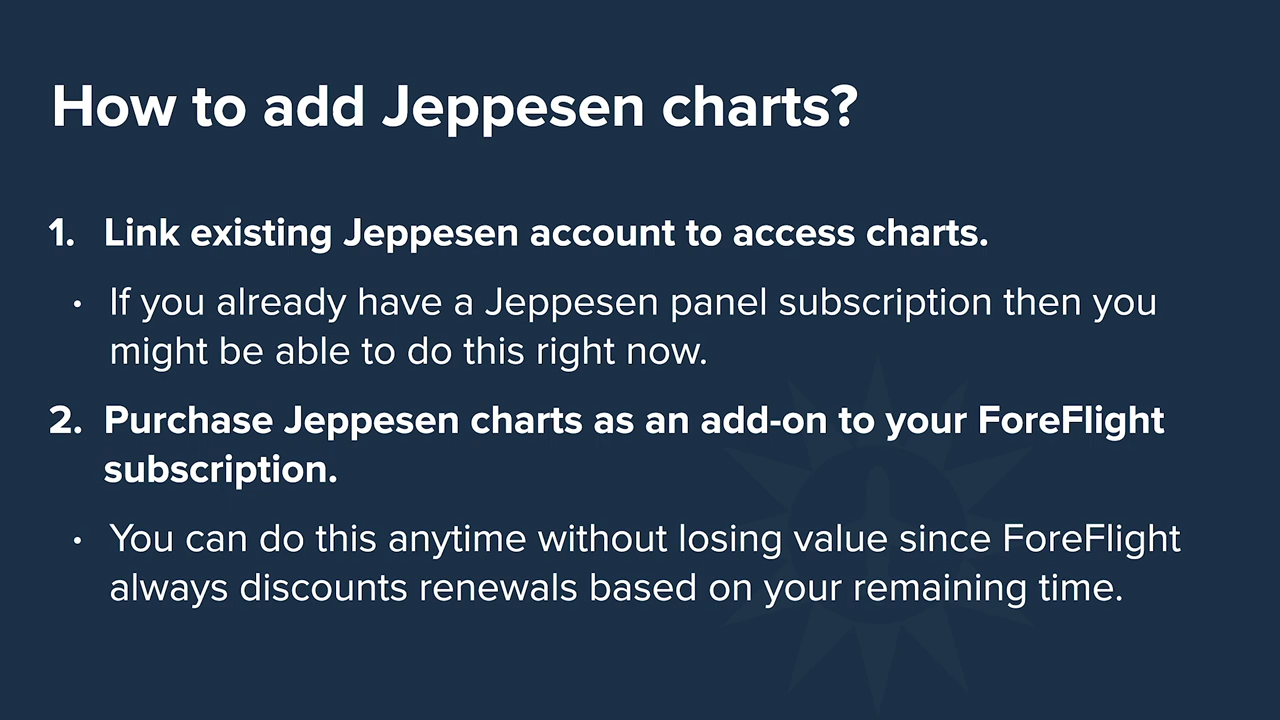 How to add Jeppesen charts?
1. Link existing Jeppesen account to access charts.
• If you already have a Jeppesen panel subscription then you
might be able to do this right now.
2. Purchase Jeppesen charts as an add-on to your ForeFlight
subscription.
• You can do this anytime without losing value since ForeFlight
always discounts renewals based on your remaining time.